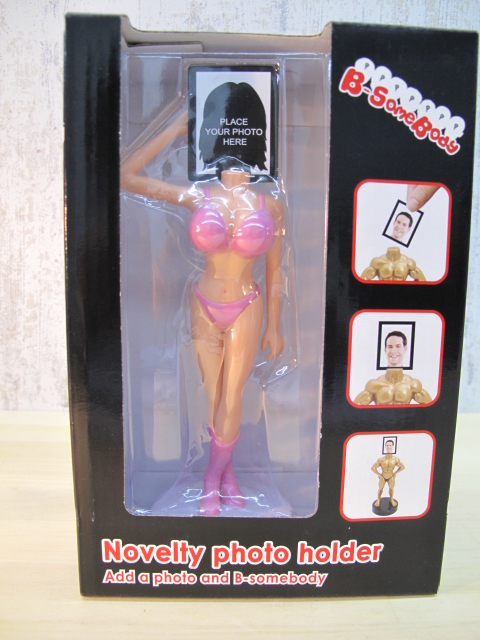 B-SomeBody
PLACE
YOUR PHOTO
HERE
Novelty photo holder
Add a photo and B-somebody